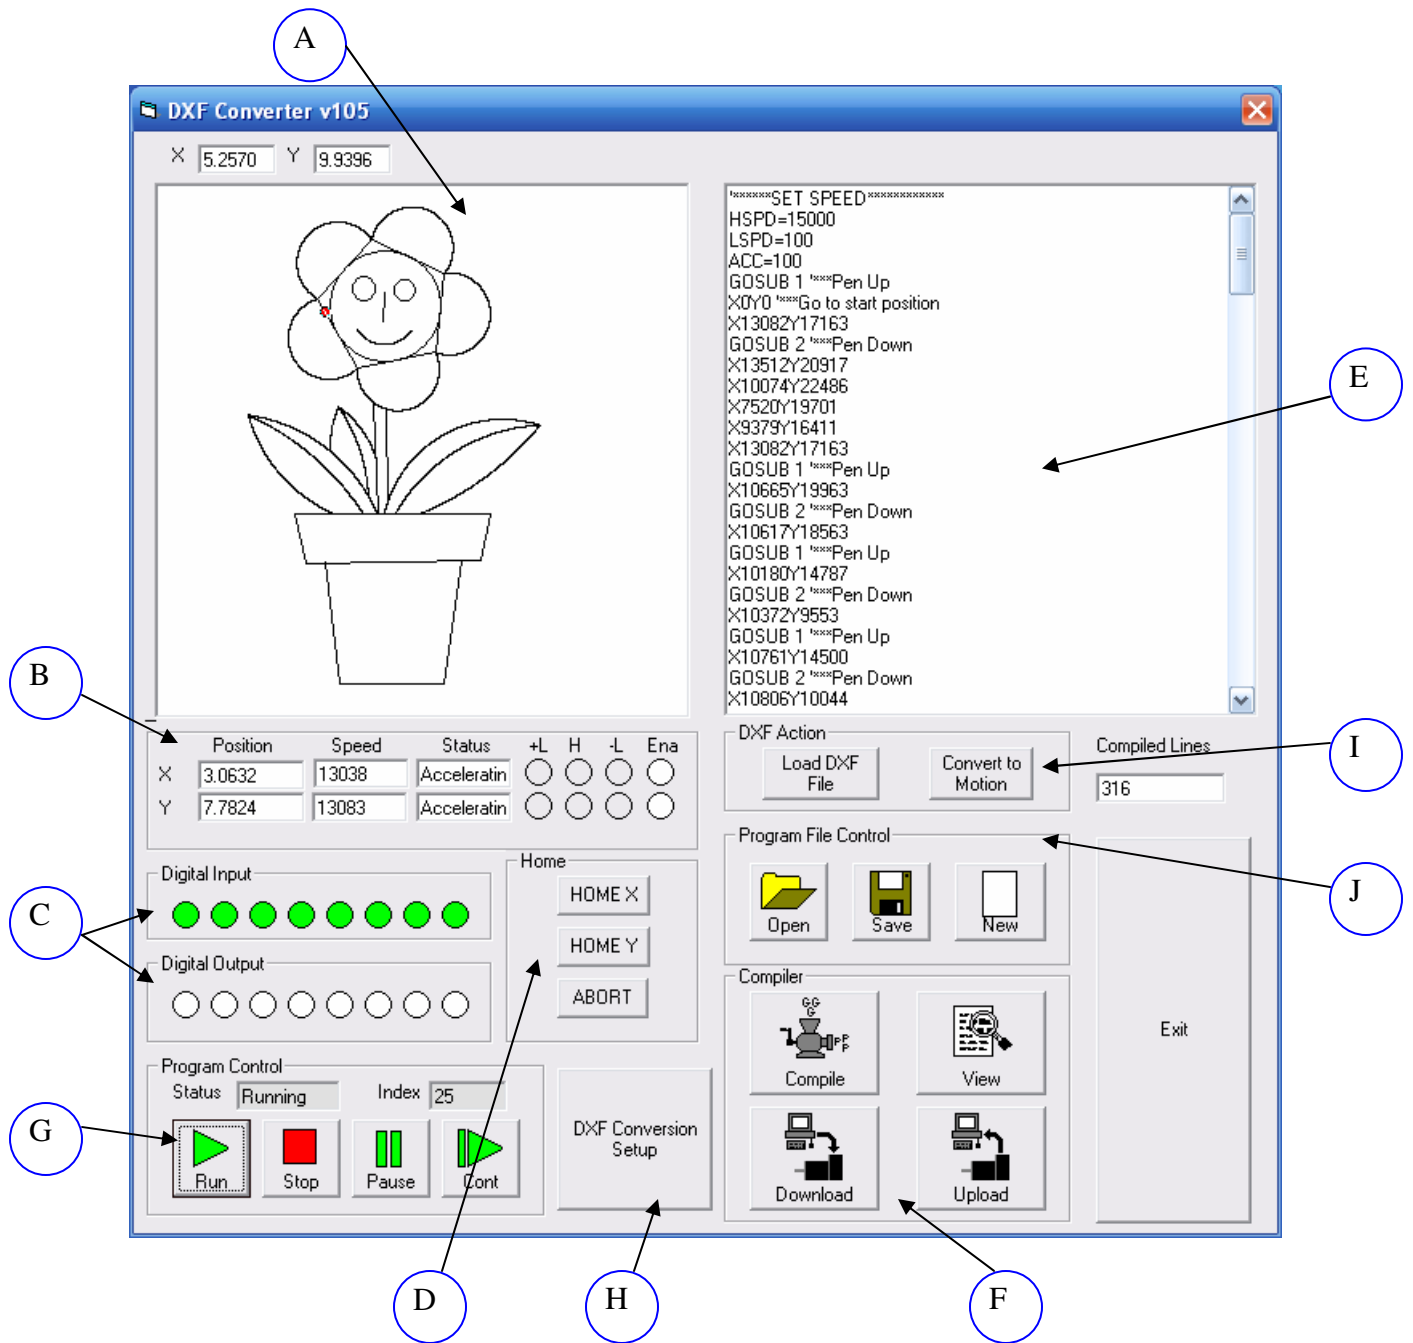 A
DXF Converter v105
X 5.2570 Y 9.9396
'******SET SPEED************
HSPD=15000
LSPD=100
ACC=100
GOSUB 1 '***Pen Up
X0Y0 '***Go to start position
X13082Y17163
GOSUB 2 '***Pen Down
X13512Y20917
X10074Y22486
X7520Y19701
X9379Y16411
X13082Y17163
GOSUB 1 '***Pen Up
X10665Y19963
GOSUB 2 '***Pen Down
X10617Y18563
GOSUB 1 '***Pen Up
X10180Y14787
GOSUB 2 '***Pen Down
X10372Y9553
GOSUB 1 '***Pen Up
X10761Y14500
GOSUB 2 '***Pen Down
X10806Y10044
E
B
Position Speed Status +L H -L Ena
X 3.0632 13038 Acceleratin
Y 7.7824 13083 Acceleratin
DXF Action
Load DXF
File
Convert to
Motion
Compiled Lines
316
I
Digital Input
C
Digital Output
Home
HOME X
HOME Y
ABORT
Program File Control
Open Save New
J
Compiler
G G
G
P P
P
Compile View
Download Upload
Exit
Program Control
Status Running Index 25
Run Stop Pause Cont
G
DXF Conversion
Setup
D
H
F